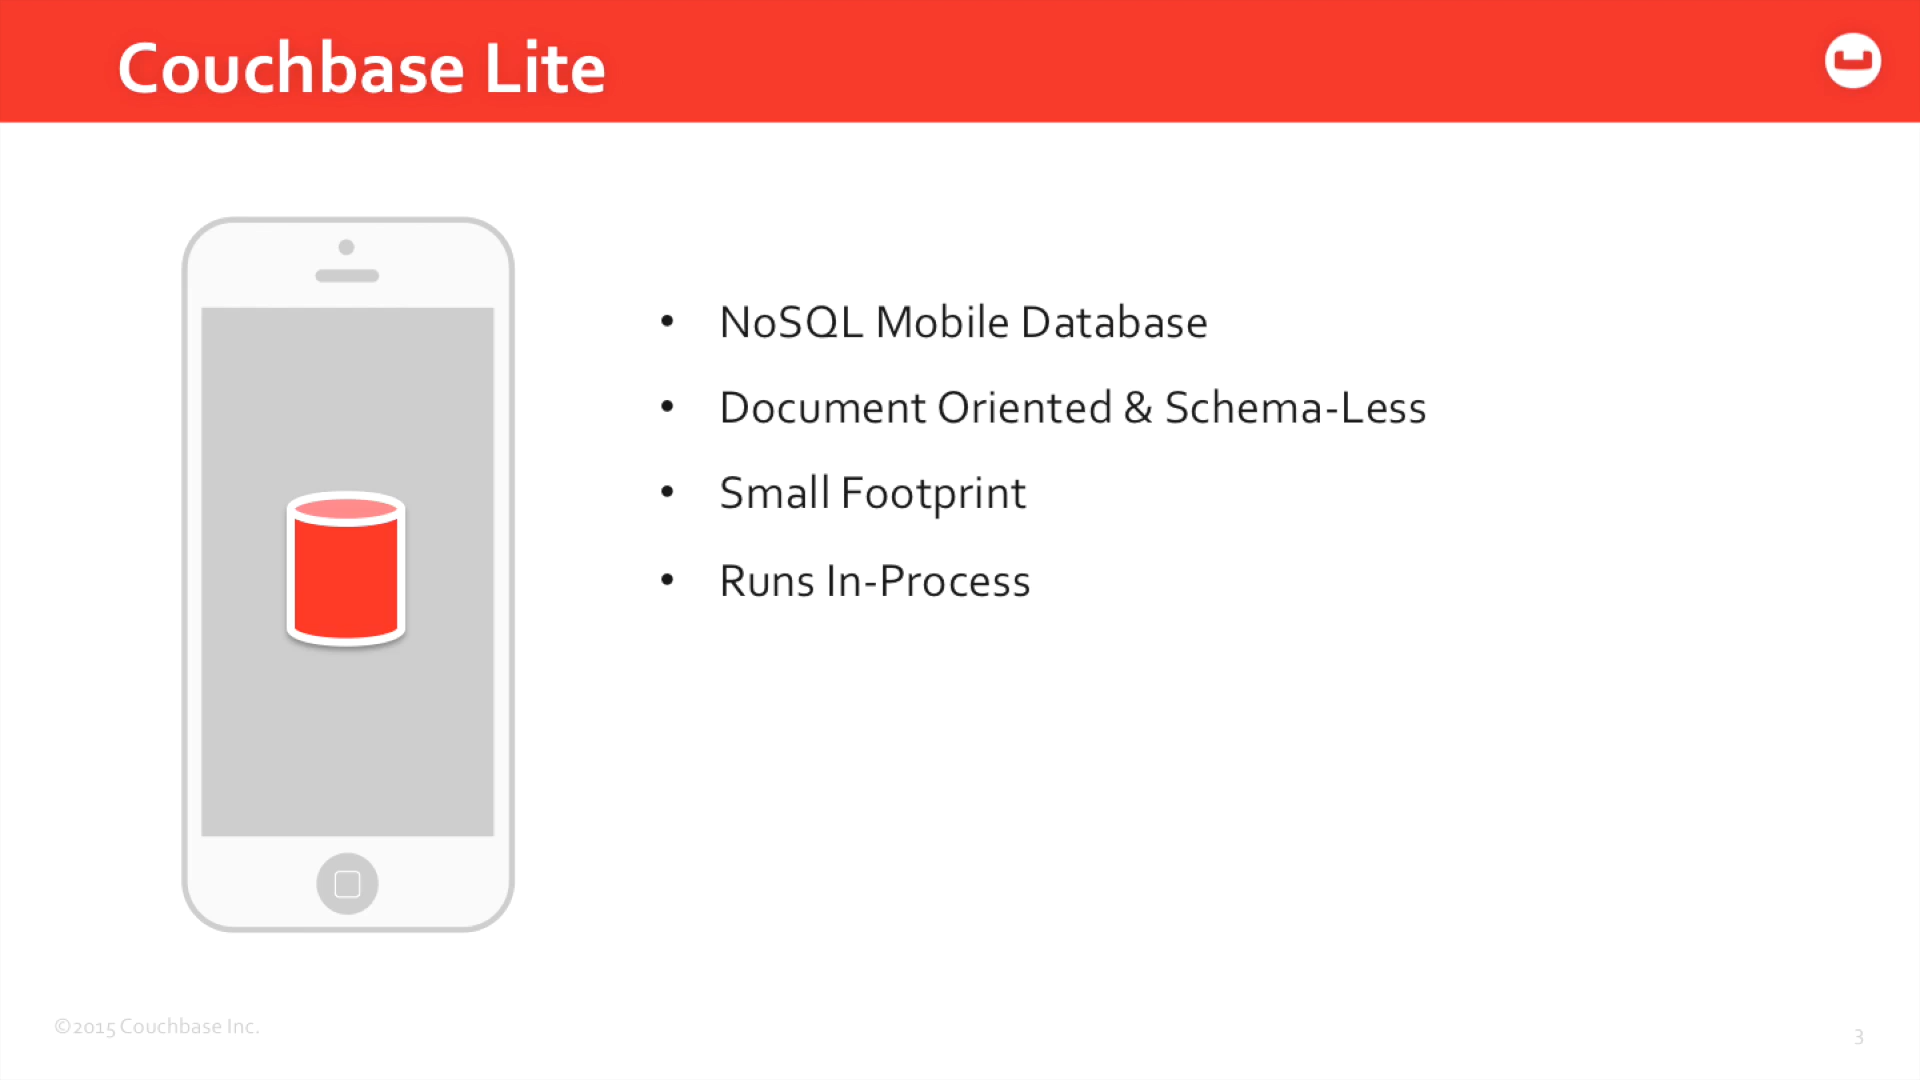 Couchbase Lite
• NoSQL Mobile Database
• Document Oriented & Schema-Less
• Small Footprint
• Runs In-Process
©2015 Couchbase Inc.
3